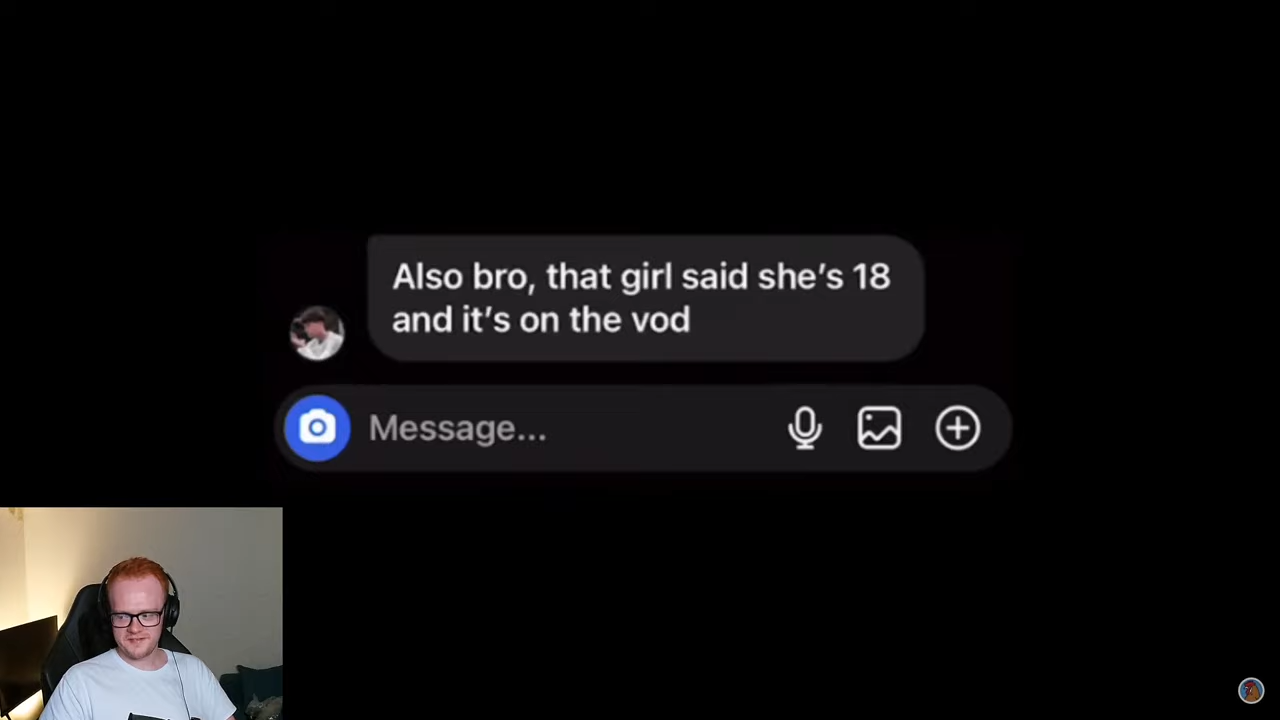 Also bro, that girl said she’s 18
and it’s on the vod
Message...